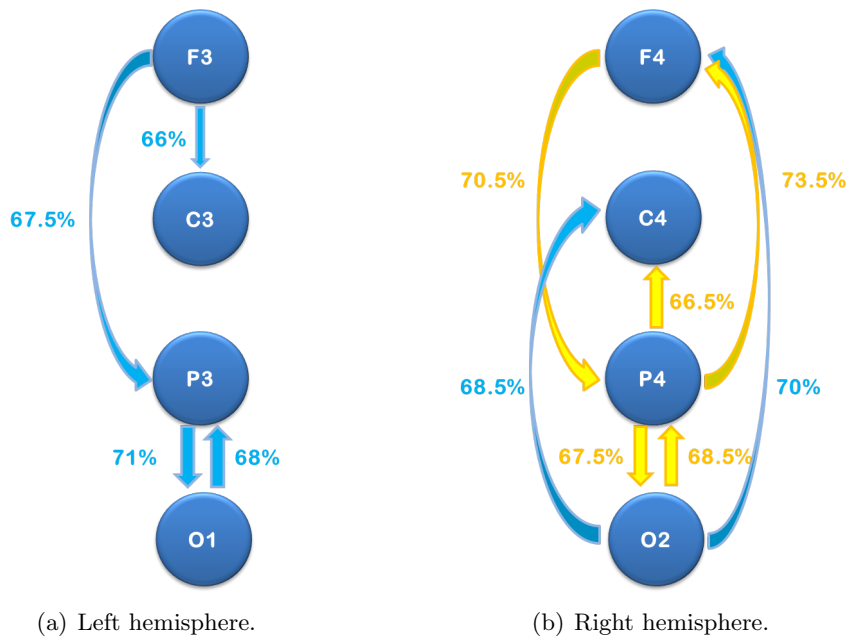 F3
66%
C3
67.5%
P3
71%
68%
O1
(a) Left hemisphere.
F4
70.5%
73.5%
C4
66.5%
P4
68.5%
70%
67.5%
68.5%
O2
(b) Right hemisphere.